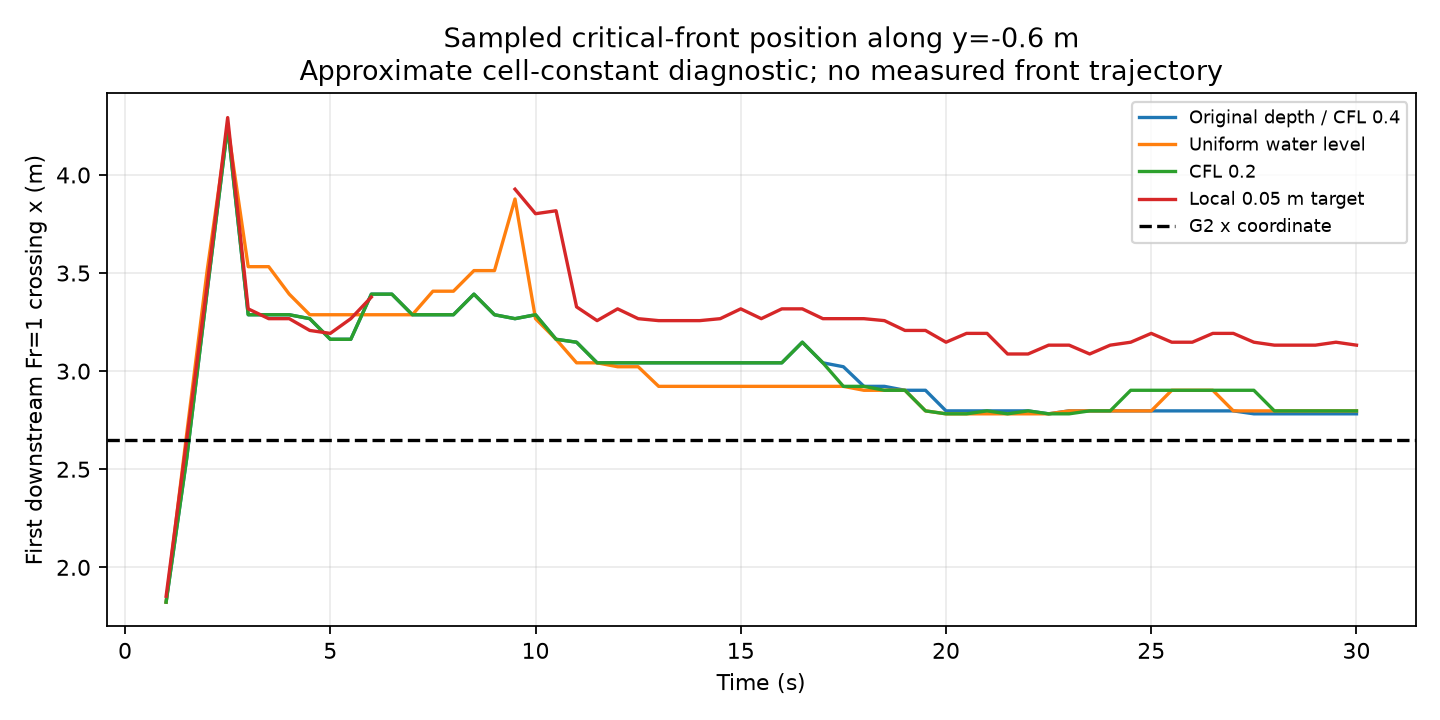 Sampled critical-front position along y=-0.6 m
Approximate cell-constant diagnostic; no measured front trajectory
First downstream Fr=1 crossing x (m)
4.0
3.5
3.0
2.5
2.0
Original depth / CFL 0.4
Uniform water level
CFL 0.2
Local 0.05 m target
G2 x coordinate
0
5
10
15
20
25
30
Time (s)